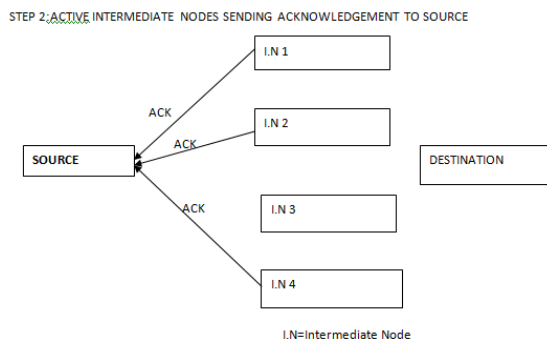 STEP 2:ACTIVE INTERMEDIATE NODES SENDING ACKNOWLEDGEMENT TO SOURCE
I.N 1
ACK
I.N 2
ACK
SOURCE
DESTINATION
ACK
I.N 3
I.N 4
I.N=Intermediate Node